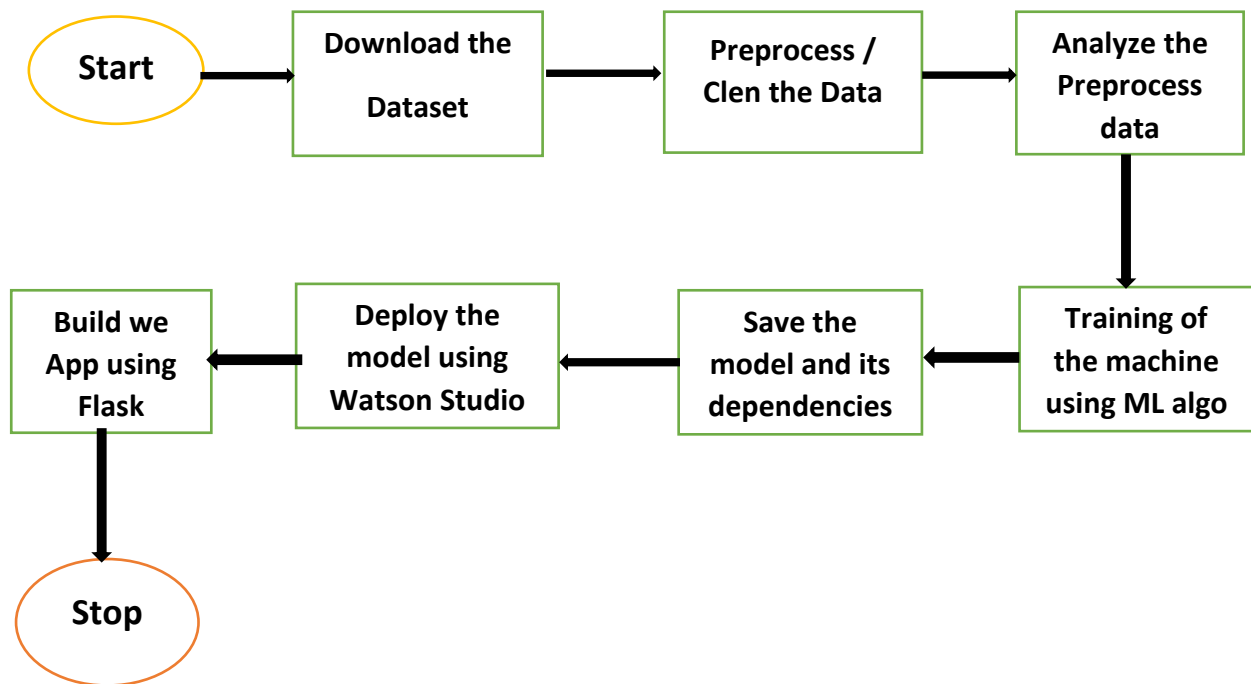 Start
Download the
Dataset
Preprocess /
Clen the Data
Analyze the
Preprocess
data
Training of
the machine
using ML algo
Save the
model and its
dependencies
Deploy the
model using
Watson Studio
Build we
App using
Flask
Stop